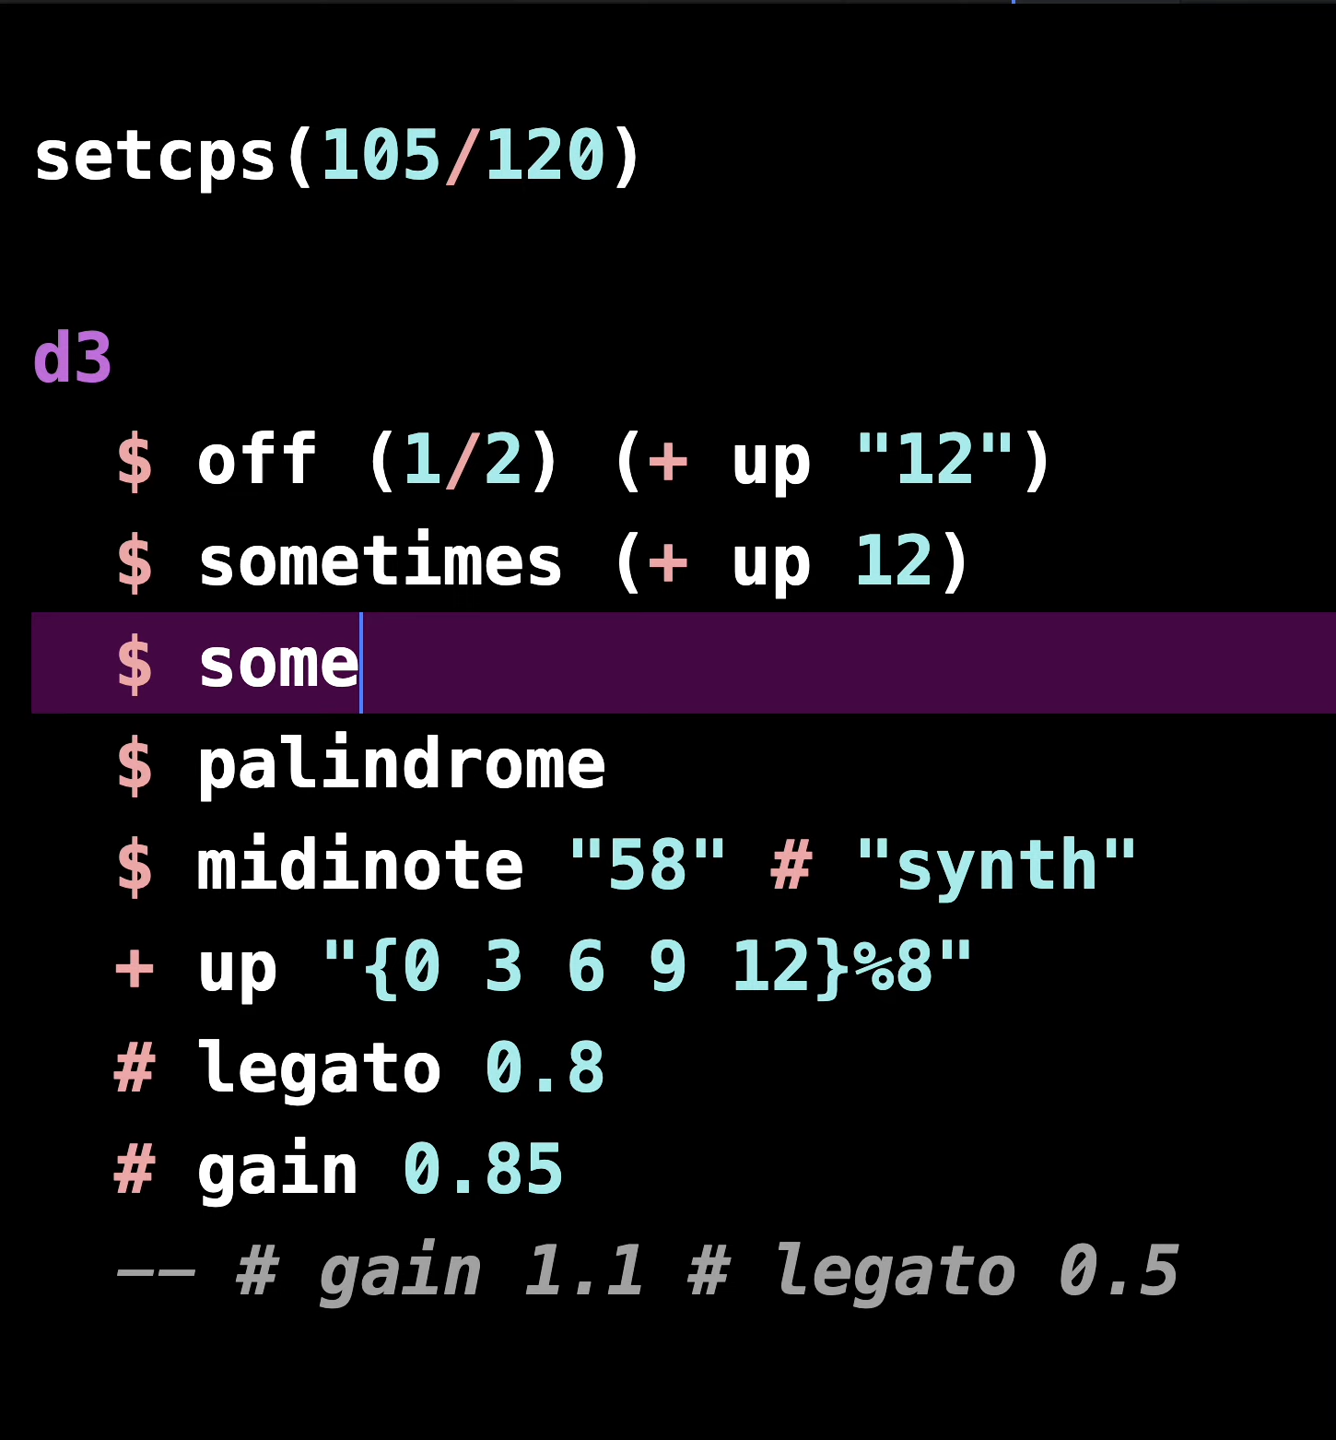 setcps(105/120)
d3
$ off (1/2) (+ up "12")
$ sometimes (+ up 12)
$ some
$ palindrome
$ midinote "58" # "synth"
+ up "{0 3 6 9 12}%8"
# legato 0.8
# gain 0.85
-- # gain 1.1 # legato 0.5